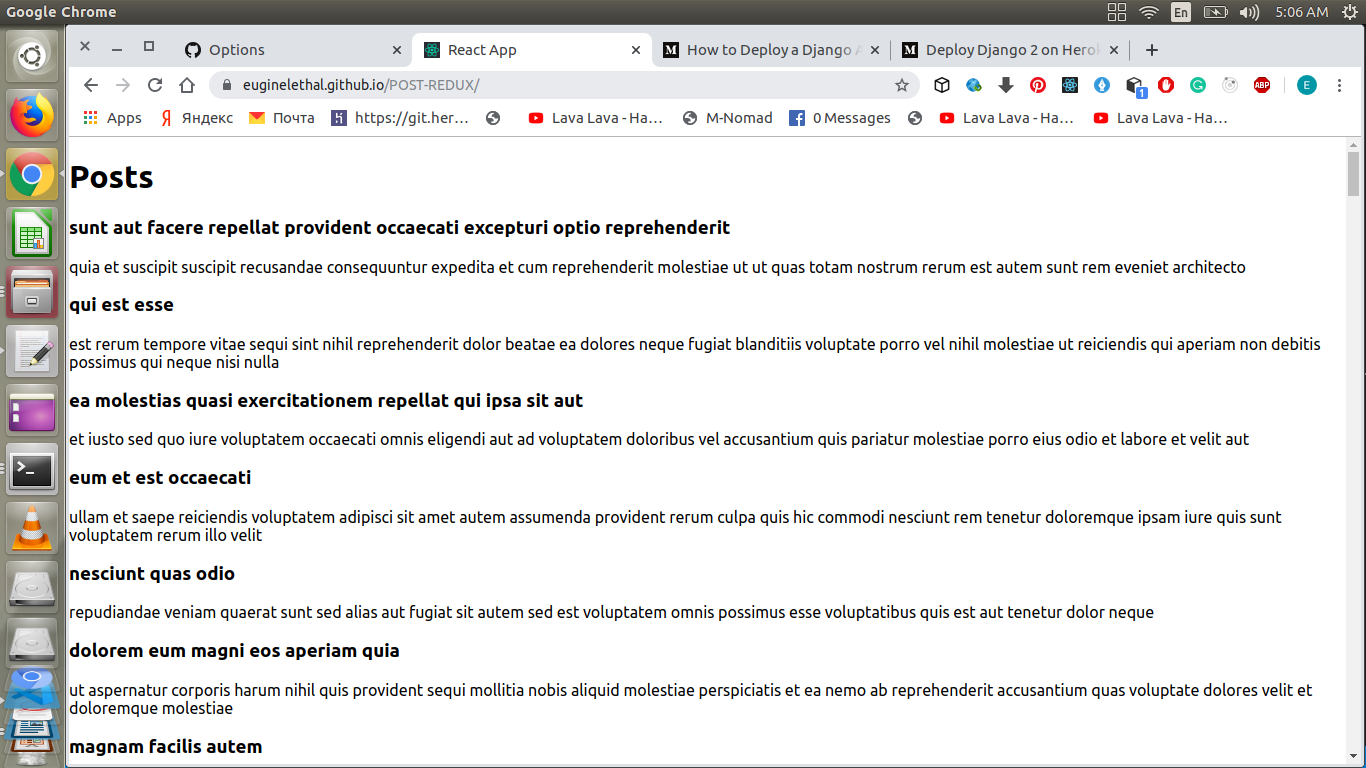 Google Chrome
En
5:06 AM
Options
React App
How to Deploy a Django A
Deploy Django 2 on Herok
euginelethal.github.io/POST-REDUX/
1
ABP
E
Apps
Яндекс
Почта
https://git.her…
Lava Lava - Ha…
M-Nomad
0 Messages
Lava Lava - Ha…
Lava Lava - Ha…
Posts
sunt aut facere repellat provident occaecati excepturi optio reprehenderit
quia et suscipit suscipit recusandae consequuntur expedita et cum reprehenderit molestiae ut ut quas totam nostrum rerum est autem sunt rem eveniet architecto
qui est esse
est rerum tempore vitae sequi sint nihil reprehenderit dolor beatae ea dolores neque fugiat blanditiis voluptate porro vel nihil molestiae ut reiciendis qui aperiam non debitis
possimus qui neque nisi nulla
ea molestias quasi exercitationem repellat qui ipsa sit aut
et iusto sed quo iure voluptatem occaecati omnis eligendi aut ad voluptatem doloribus vel accusantium quis pariatur molestiae porro eius odio et labore et velit aut
eum et est occaecati
ullam et saepe reiciendis voluptatem adipisci sit amet autem assumenda provident rerum culpa quis hic commodi nesciunt rem tenetur doloremque ipsam iure quis sunt
voluptatem rerum illo velit
nesciunt quas odio
repudiandae veniam quaerat sunt sed alias aut fugiat sit autem sed est voluptatem omnis possimus esse voluptatibus quis est aut tenetur dolor neque
dolorem eum magni eos aperiam quia
ut aspernatur corporis harum nihil quis provident sequi mollitia nobis aliquid molestiae perspiciatis et ea nemo ab reprehenderit accusantium quas voluptate dolores velit et
doloremque molestiae
magnam facilis autem